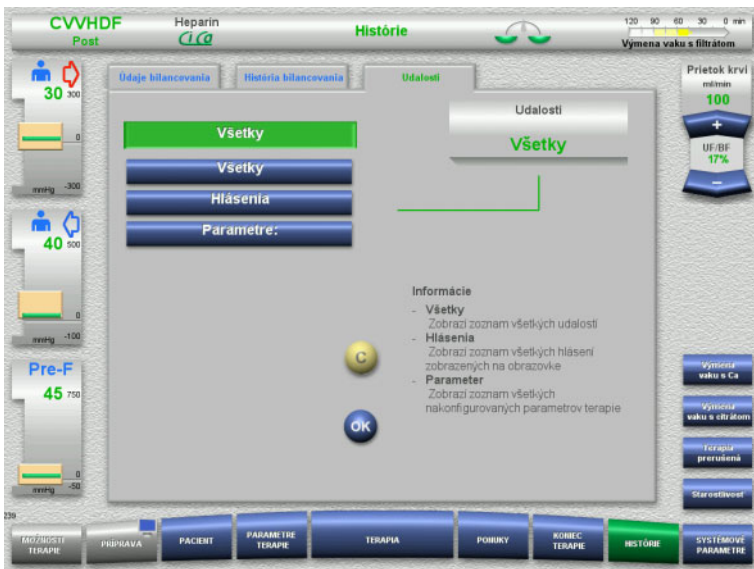 CVVHDF
Post
Heparin
CiCa
Histórie
120 90 60 30 0 min
Výmena vaku s filtrátom
30 300
0
mmHg -300
40 500
0
mmHg -100
Pre-F
45 750
0
mmHg -50
Údaje bilancovania
História bilancovania
Udalosti
Všetky
Všetky
Hlásenia
Parametre:
Udalosti
Všetky
Informácie
- Všetky
Zobrazí zoznam všetkých udalostí
- Hlásenia
Zobrazí zoznam všetkých hlásení
zobrazených na obrazovke
- Parameter
Zobrazí zoznam všetkých
nakonfigurovaných parametrov terapie
C
OK
Prietok krvi
ml/min
100
+
UF/BF
17%
–
Výmena
vaku s Ca
Výmena
vaku s citrátom
Terapia
prerušená
Starostlivosť
239
MOŽNOSTI
TERAPIE
PRÍPRAVA
PACIENT
PARAMETRE
TERAPIE
TERAPIA
PONUKY
KONIEC
TERAPIE
HISTÓRIE
SYSTÉMOVÉ
PARAMETRE